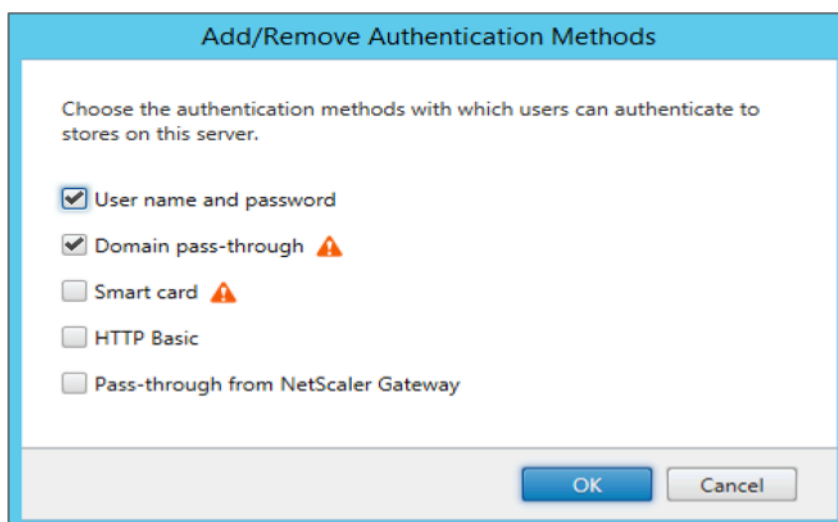 Add/Remove Authentication Methods
Choose the authentication methods with which users can authenticate to
stores on this server.
User name and password
Domain pass-through
Smart card
HTTP Basic
Pass-through from NetScaler Gateway
OK
Cancel